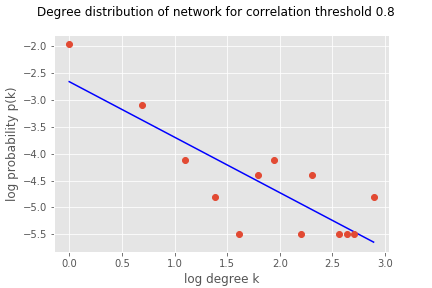 Degree distribution of network for correlation threshold 0.8
−2.0
−2.5
−3.0
−3.5
−4.0
−4.5
−5.0
−5.5
log probability p(k)
0.0 0.5 1.0 1.5 2.0 2.5 3.0
log degree k